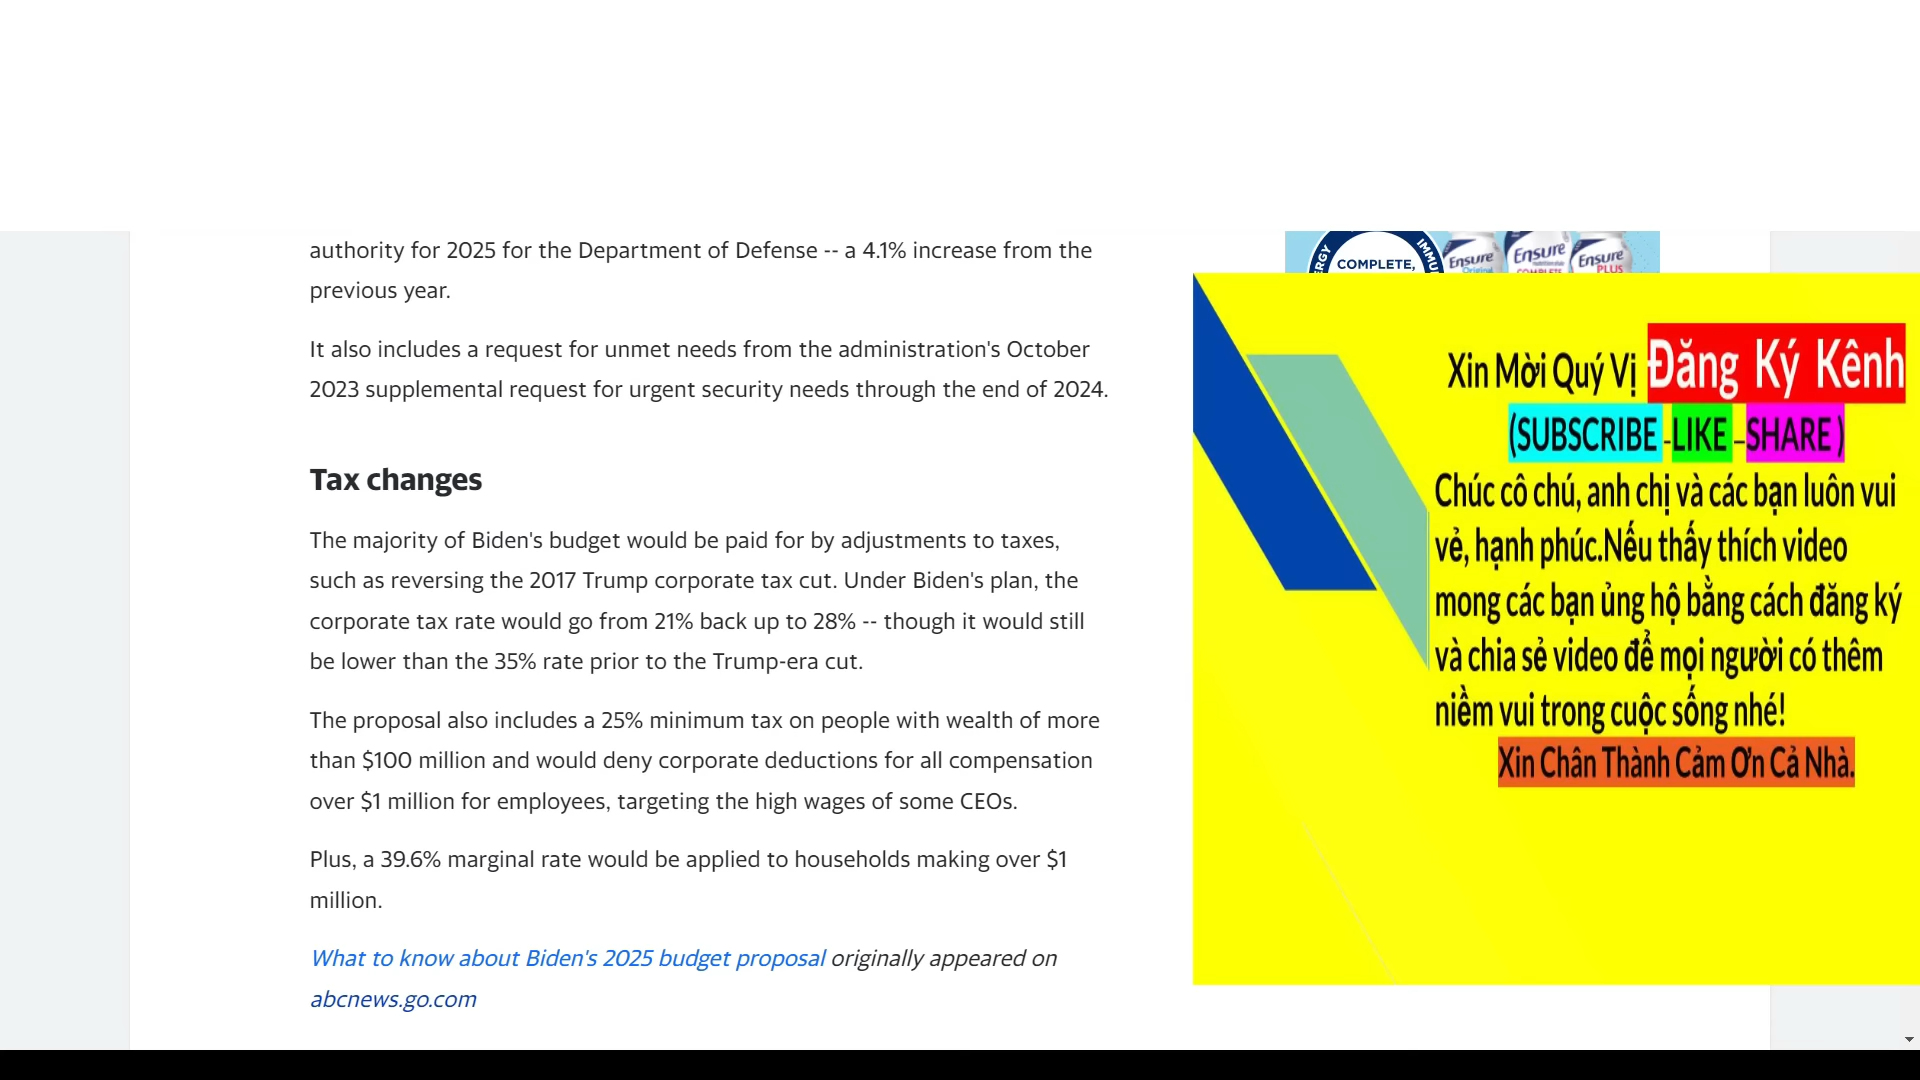 authority for 2025 for the Department of Defense -- a 4.1% increase from the
previous year.
It also includes a request for unmet needs from the administration's October
2023 supplemental request for urgent security needs through the end of 2024.
Tax changes
The majority of Biden's budget would be paid for by adjustments to taxes,
such as reversing the 2017 Trump corporate tax cut. Under Biden's plan, the
corporate tax rate would go from 21% back up to 28% -- though it would still
be lower than the 35% rate prior to the Trump-era cut.
The proposal also includes a 25% minimum tax on people with wealth of more
than $100 million and would deny corporate deductions for all compensation
over $1 million for employees, targeting the high wages of some CEOs.
Plus, a 39.6% marginal rate would be applied to households making over $1
million.
What to know about Biden's 2025 budget proposal originally appeared on
abcnews.go.com
COMPLETE,
Ensure
Original
Ensure
COMPLETE
Ensure
PLUS
Xin Mời Quý Vị Đăng Ký Kênh
(SUBSCRIBE -LIKE -SHARE )
Chúc cô chú, anh chị và các bạn luôn vui
vẻ, hạnh phúc.Nếu thấy thích video
mong các bạn ủng hộ bằng cách đăng ký
và chia sẻ video để mọi người có thêm
niềm vui trong cuộc sống nhé!
Xin Chân Thành Cảm Ơn Cả Nhà.